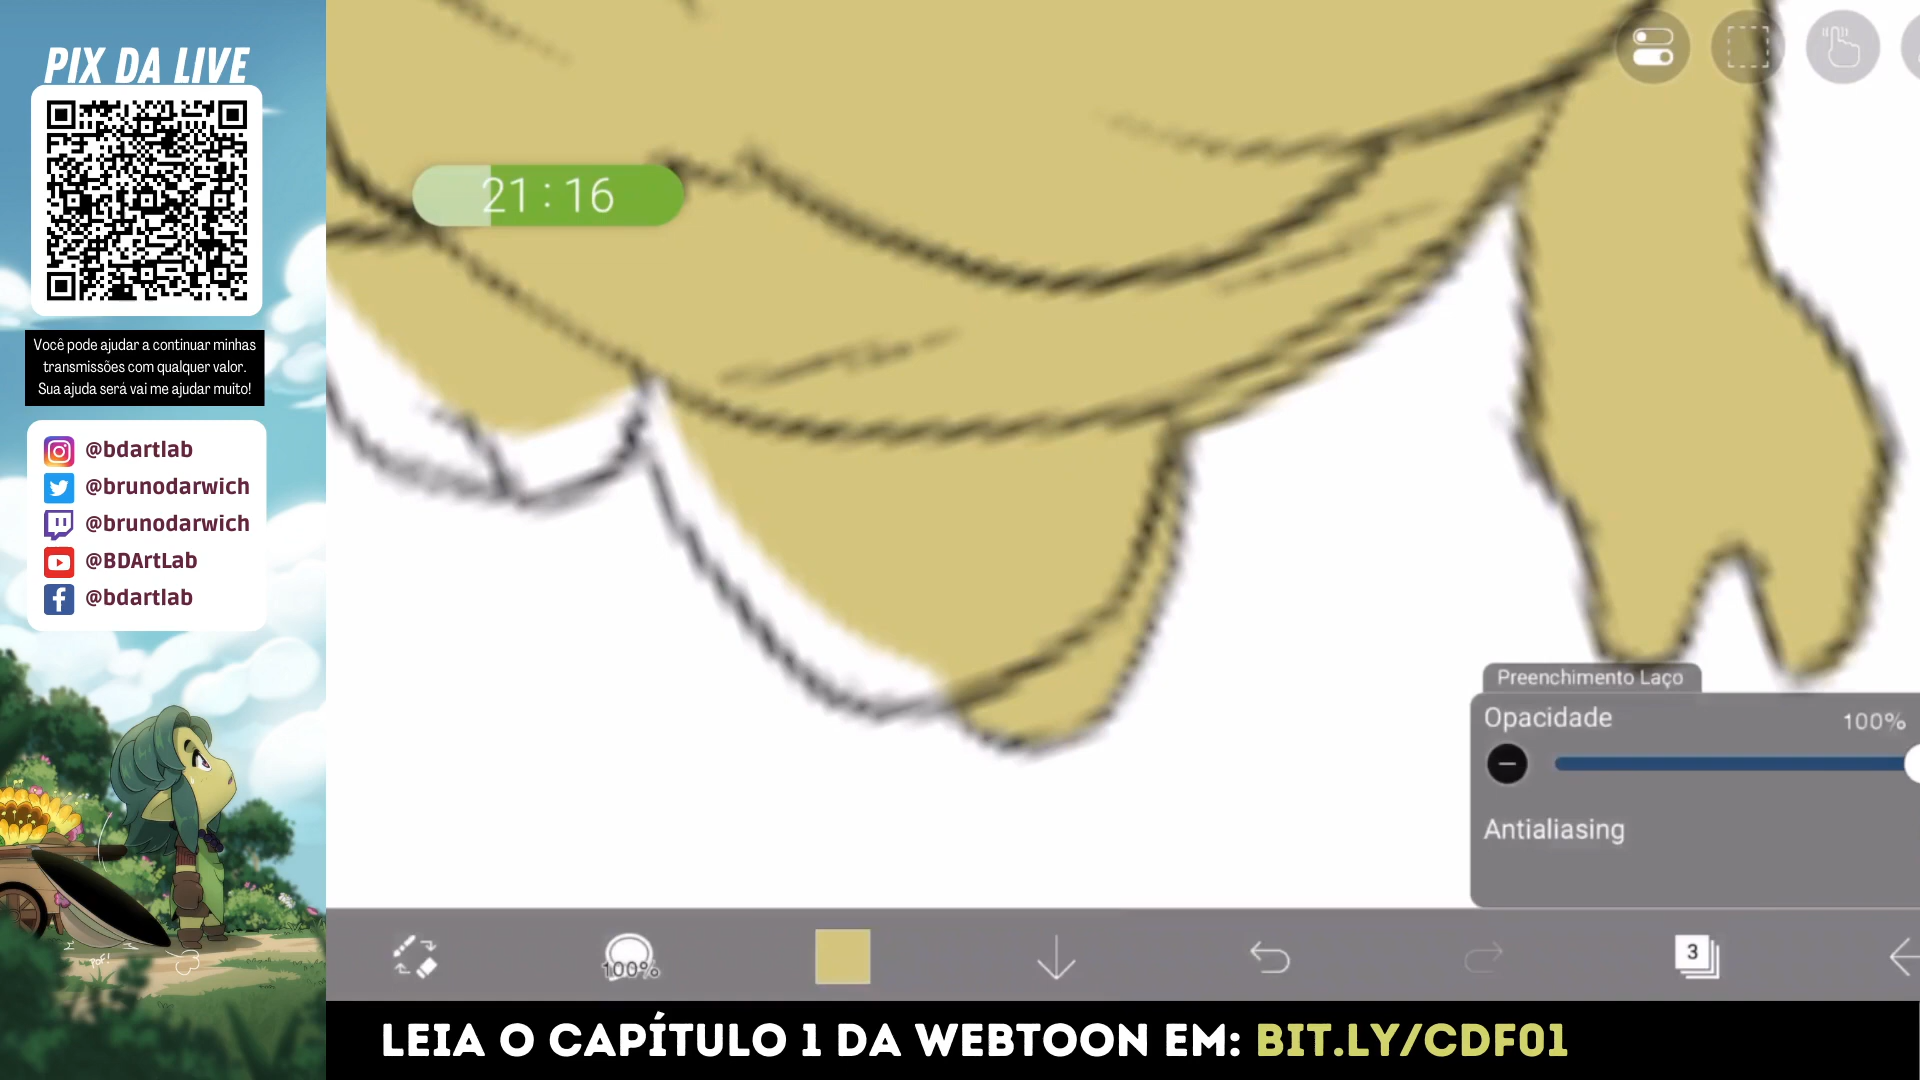 PIX DA LIVE
Você pode ajudar a continuar minhas
transmissões com qualquer valor.
Sua ajuda será vai me ajudar muito!
@bdartlab
@brunodarwich
@brunodarwich
@BDArtLab
@bdartlab
POF!
21:16
Preenchimento Laço
Opacidade 100%
Antialiasing
100%
3
LEIA O CAPÍTULO 1 DA WEBTOON EM: BIT.LY/CDF01